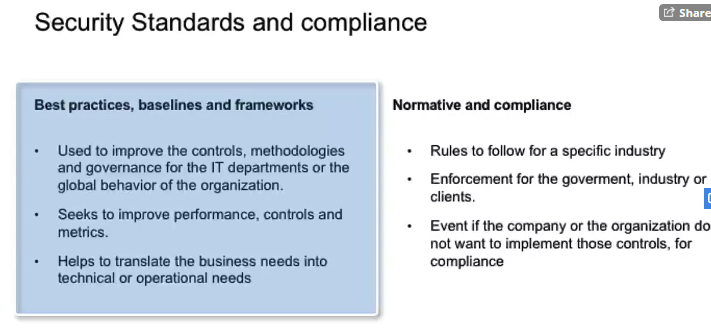 Share
Security Standards and compliance
Best practices, baselines and frameworks
• Used to improve the controls, methodologies
and governance for the IT departments or the
global behavior of the organization.
• Seeks to improve performance, controls and
metrics.
• Helps to translate the business needs into
technical or operational needs
Normative and compliance
• Rules to follow for a specific industry
• Enforcement for the goverment, industry or
clients.
• Event if the company or the organization do
not want to implement those controls, for
compliance